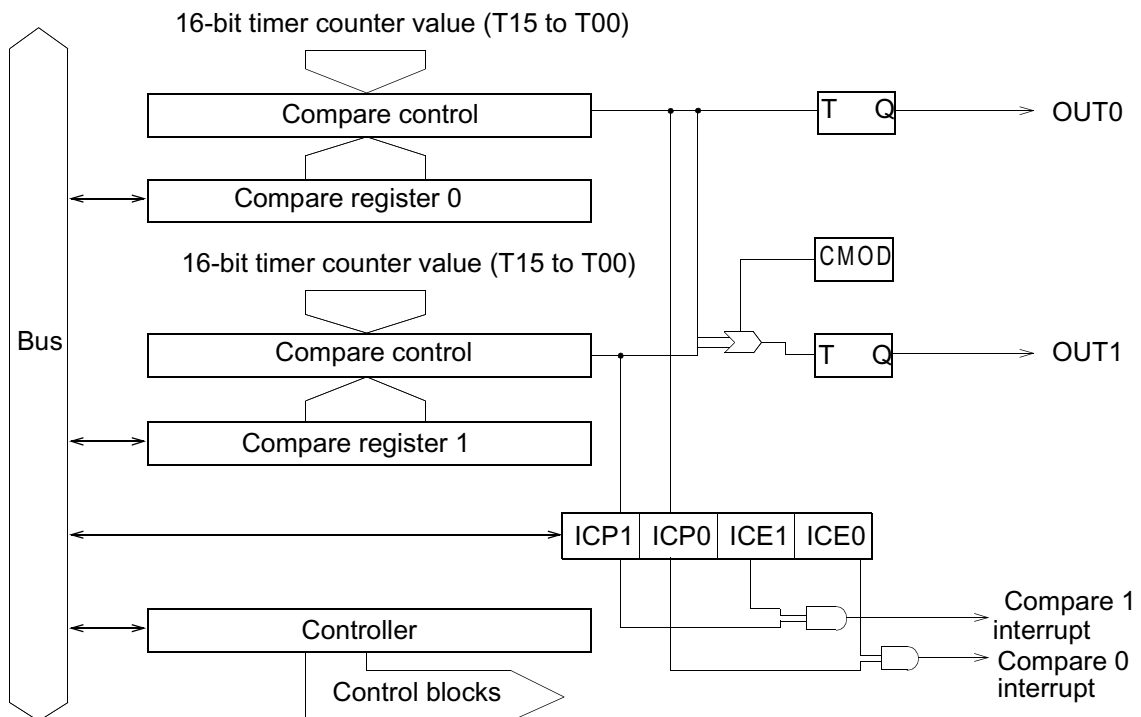 16-bit timer counter value (T15 to T00)
Compare control
T Q
OUT0
Compare register 0
16-bit timer counter value (T15 to T00)
CMOD
Bus
Compare control
T Q
OUT1
Compare register 1
ICP1 ICP0 ICE1 ICE0
Compare 1
interrupt
Controller
Compare 0
interrupt
Control blocks